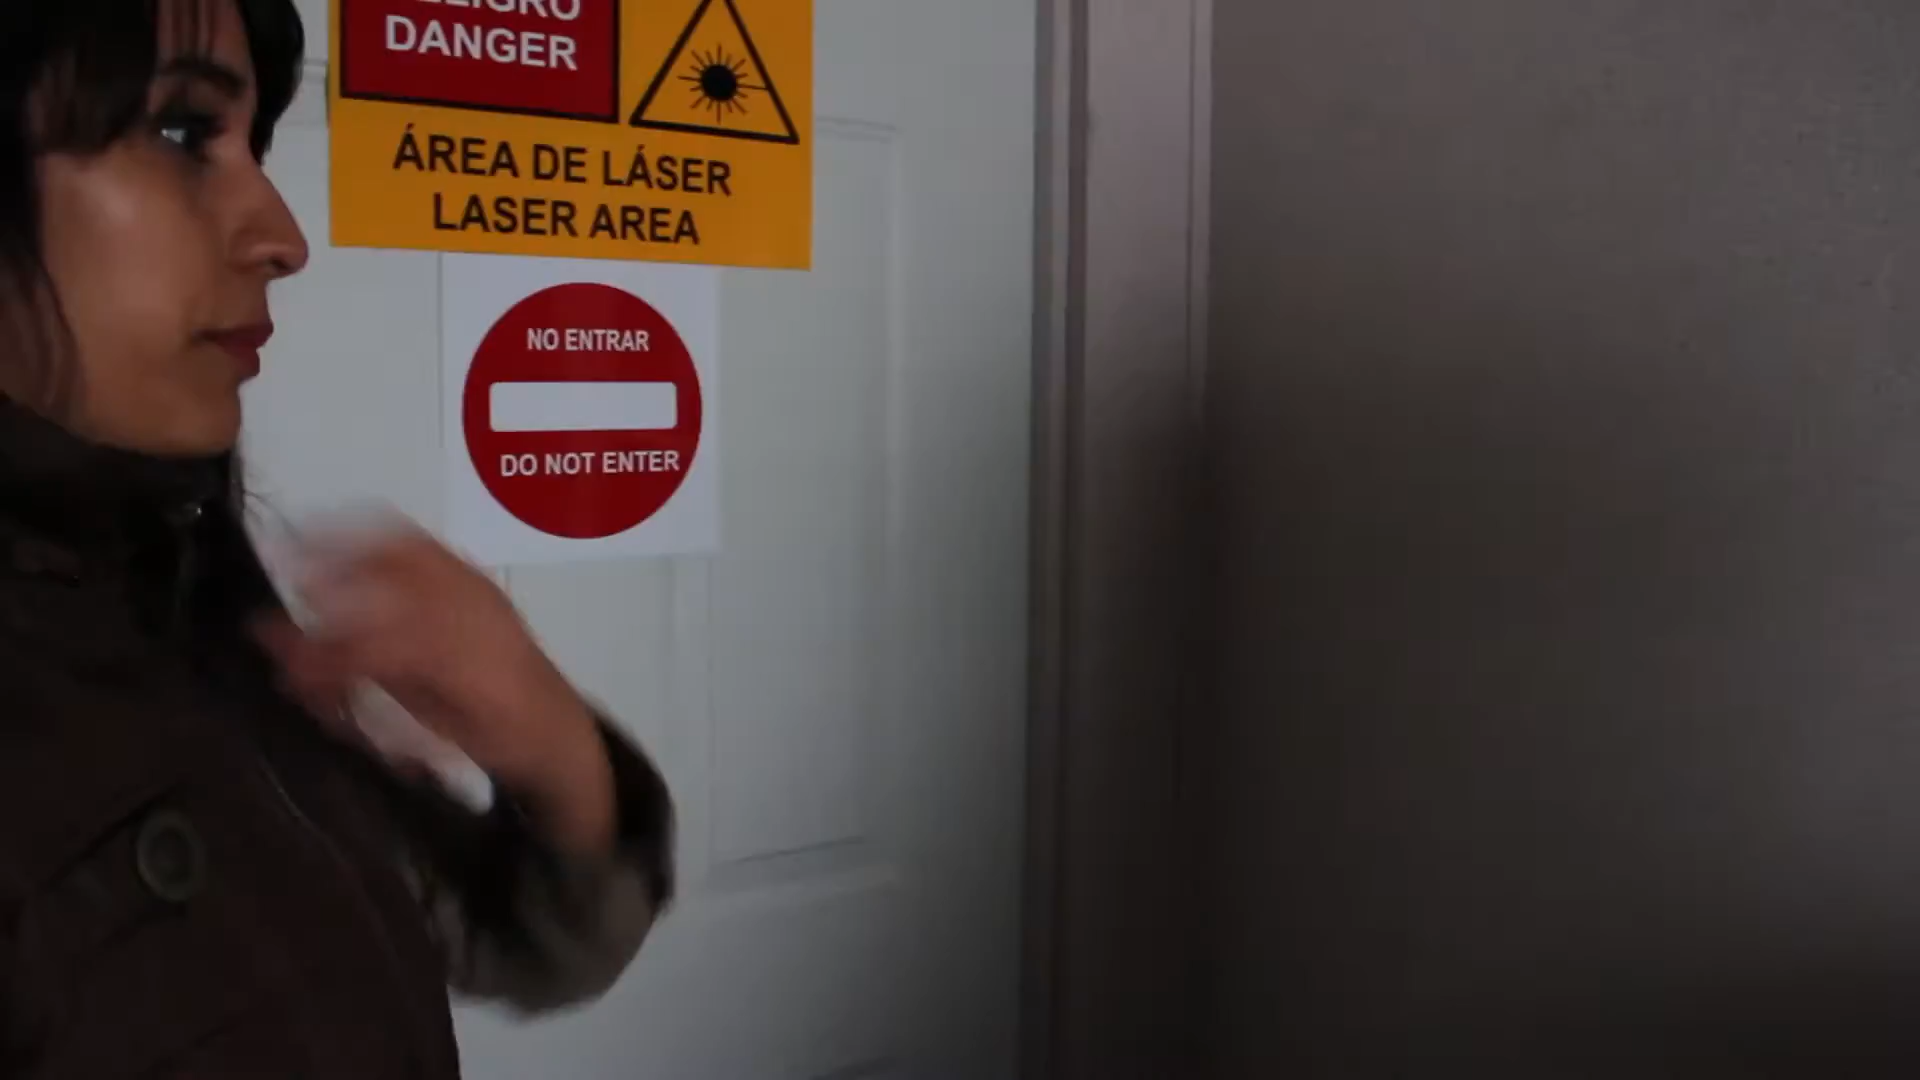 DANGER
ÁREA DE LÁSER
LASER AREA
NO ENTRAR
DO NOT ENTER